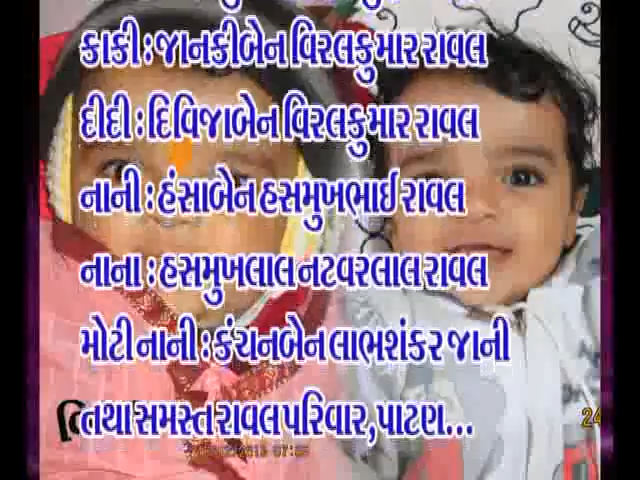 કાકી : જાનકીબેન વિરલકુમાર રાવલ
દીદી : દિવિજાબેન વિરલકુમાર રાવલ
નાની : હંસાબેન હસમુખભાઈ રાવલ
નાના : હસમુખલાલ નટવરલાલ રાવલ
મોટી નાની : કંચનબેન લાભશંકર જાની
તથા સમસ્ત રાવલ પરિવાર,પાટણ...
24